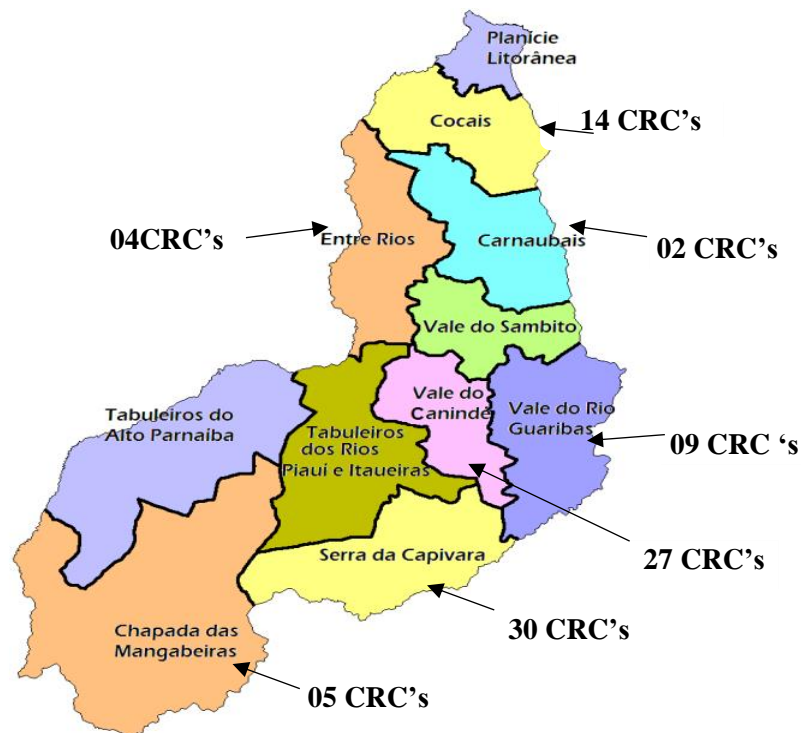 Planície
Litorânea
Cocais
14 CRC's
04CRC's
Entre Rios
Carnaubais
02 CRC's
Vale do Sambito
Tabuleiros do
Alto Parnaíba
Vale do
Canindé
Vale do Rio
Guaribas
Tabuleiros
dos Rios
Piauí e Itaueiras
09 CRC ‘s
Serra da Capivara
27 CRC’s
30 CRC’s
Chapada das
Mangabeiras
05 CRC’s